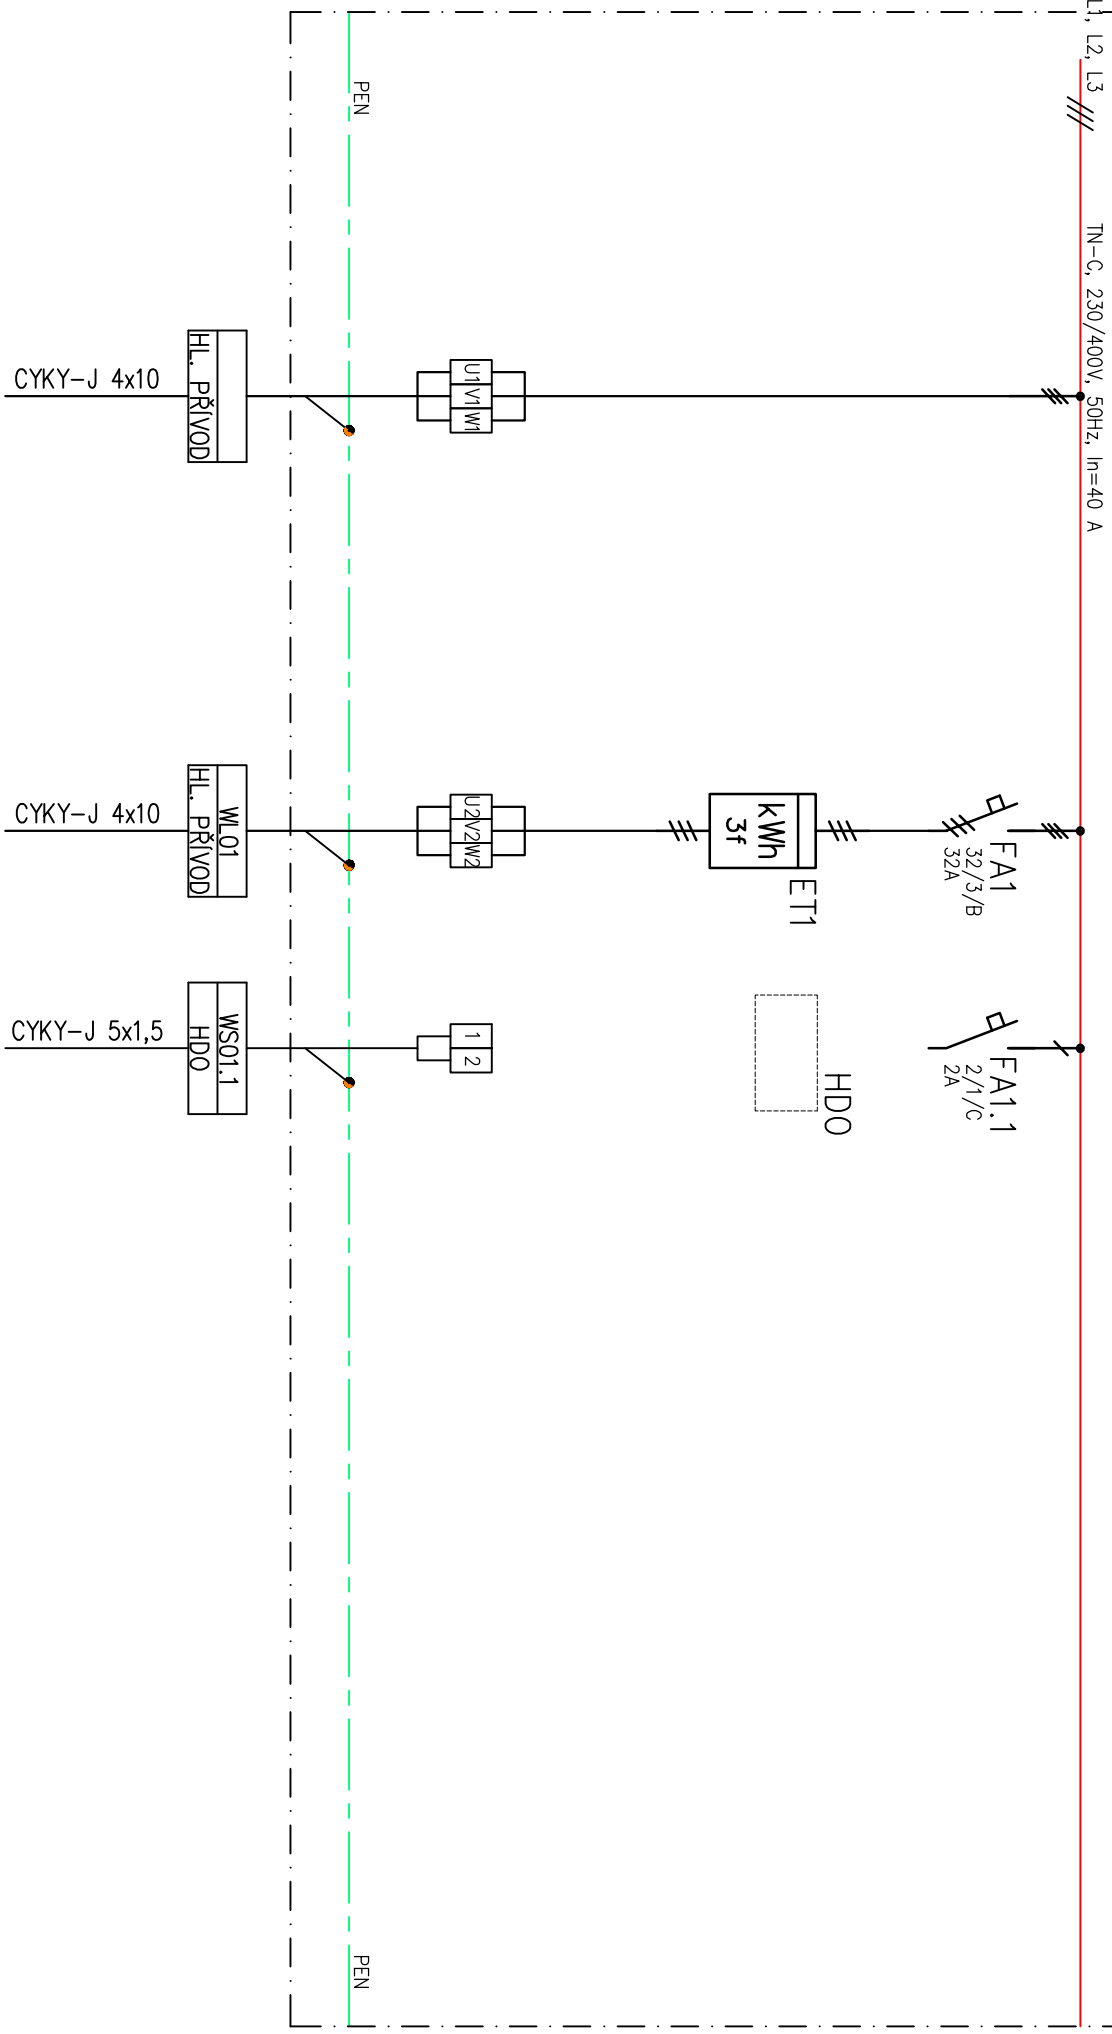 L1, L2, L3
TN-C, 230/400V, 50Hz, In=40 A
PEN
HL. PŘÍVOD
CYKY-J 4x10
U1 V1 W1
FA1
32/3/B
32A
ET1
kWh
3f
U2 V2 W2
WL01
HL. PŘÍVOD
CYKY-J 4x10
FA1.1
2/1/C
2A
HDO
1 2
WS01.1
HDO
CYKY-J 5x1,5
PEN